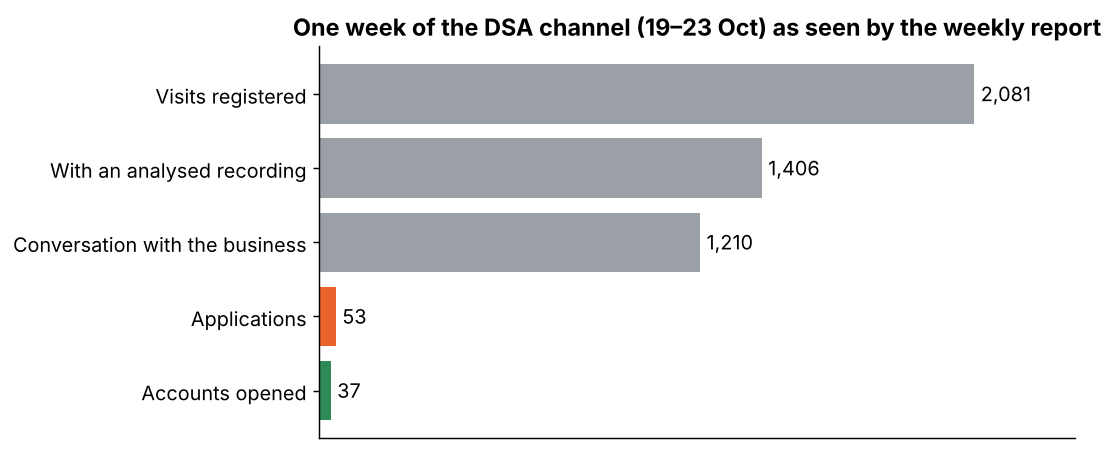 One week of the DSA channel (19–23 Oct) as seen by the weekly report
Visits registered 2,081
With an analysed recording 1,406
Conversation with the business 1,210
Applications 53
Accounts opened 37